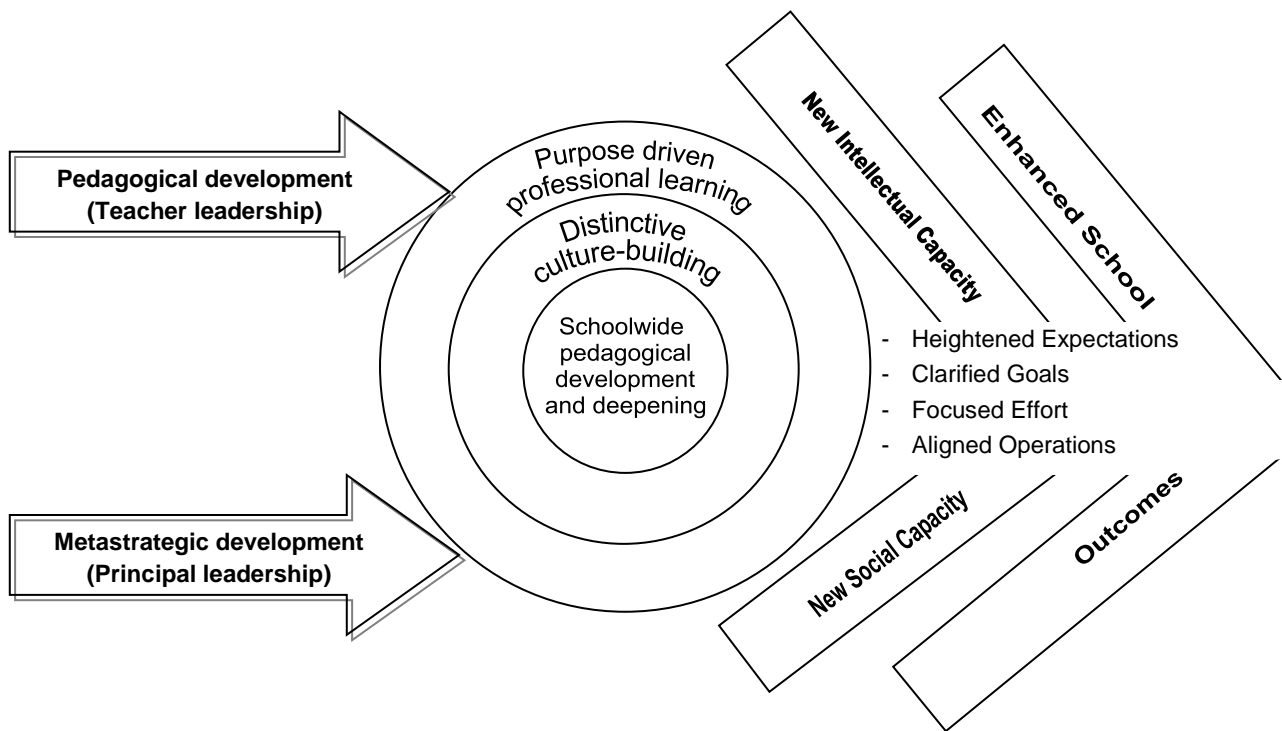 Pedagogical development
(Teacher leadership)
Metastrategic development
(Principal leadership)
Purpose driven
professional learning
Distinctive
culture-building
Schoolwide
pedagogical
development
and deepening
New Intellectual Capacity
Enhanced School
- Heightened Expectations
- Clarified Goals
- Focused Effort
- Aligned Operations
New Social Capacity
Outcomes